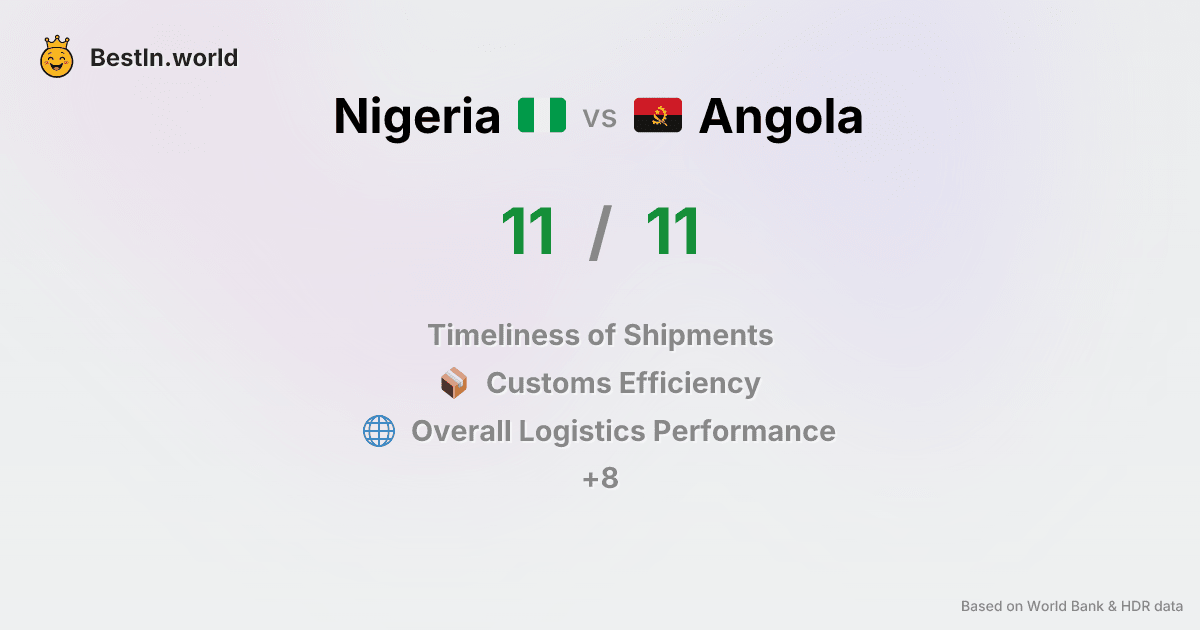 BestIn.world
Nigeria vs Angola
11 / 11
Timeliness of Shipments
Customs Efficiency
Overall Logistics Performance
+8
Based on World Bank & HDR data